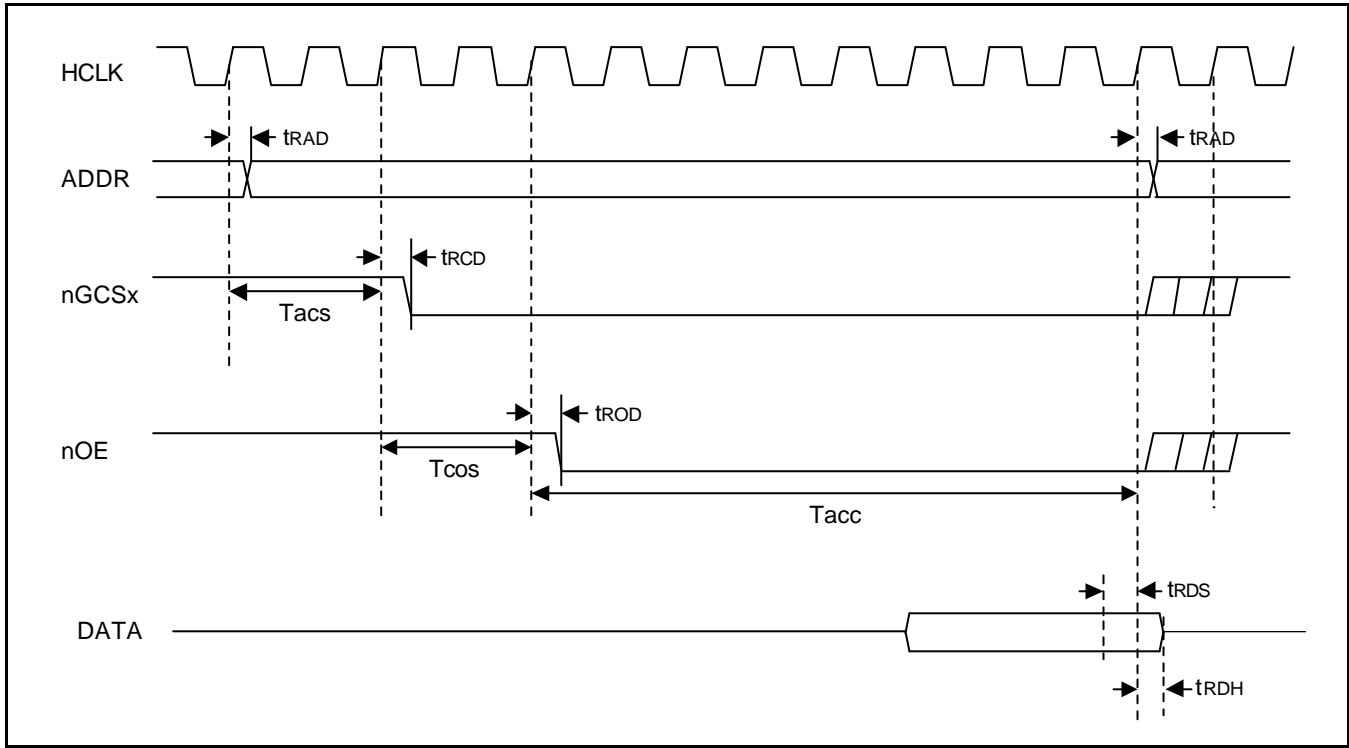 HCLK
tRAD
tRAD
ADDR
tRCD
nGCSx
Tacs
tROD
nOE
Tcos
Tacc
tRDS
DATA
tRDH